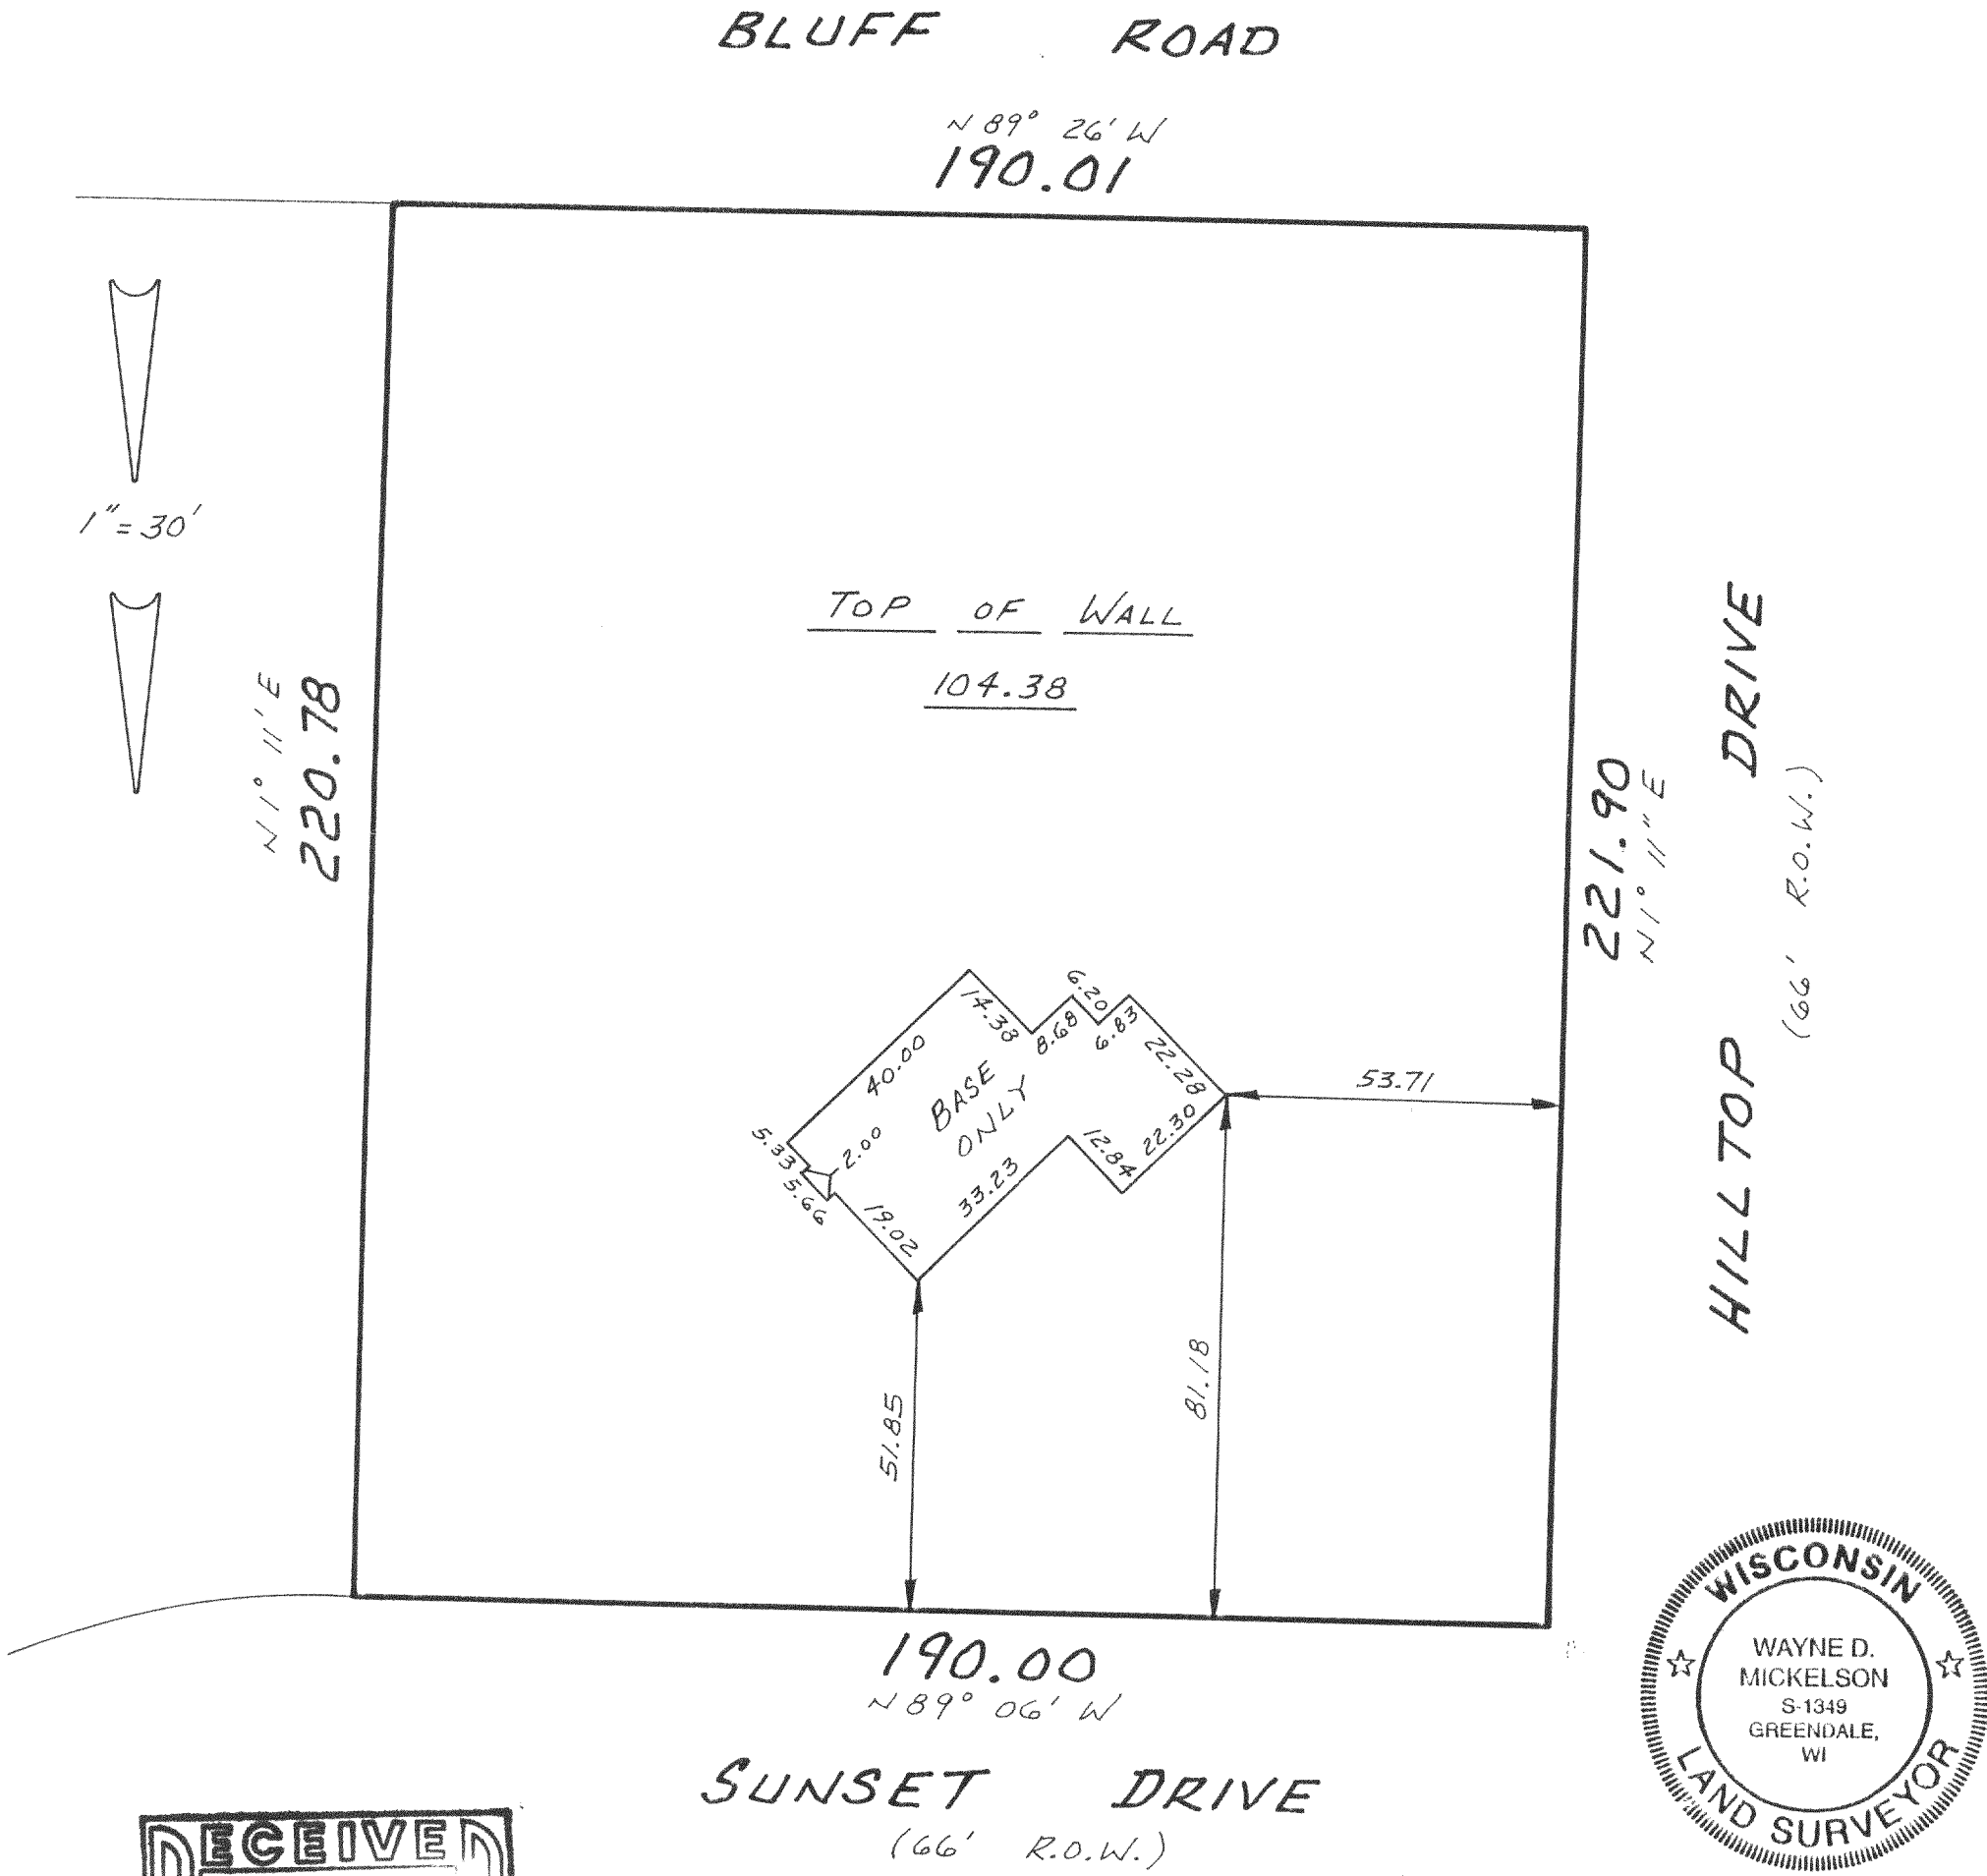 BLUFF ROAD
N 89° 26' W
190.01
1" = 30'
N 1° 11' E
220.78
TOP OF WALL
104.38
221.90
N 1° 11" E
HILLTOP DRIVE
(66' R.O.W.)
14.38
6.20
8.68
6.83
22.28
40.00
BASE
ONLY
53.71
5.33
2.00
5.66
19.02
33.23
12.84
22.30
51.85
81.18
190.00
N 89° 06' W
SUNSET DRIVE
(66' R.O.W.)
WISCONSIN
WAYNE D.
MICKELSON
S-1349
GREENDALE,
WI
LAND SURVEYOR
ECEIVE